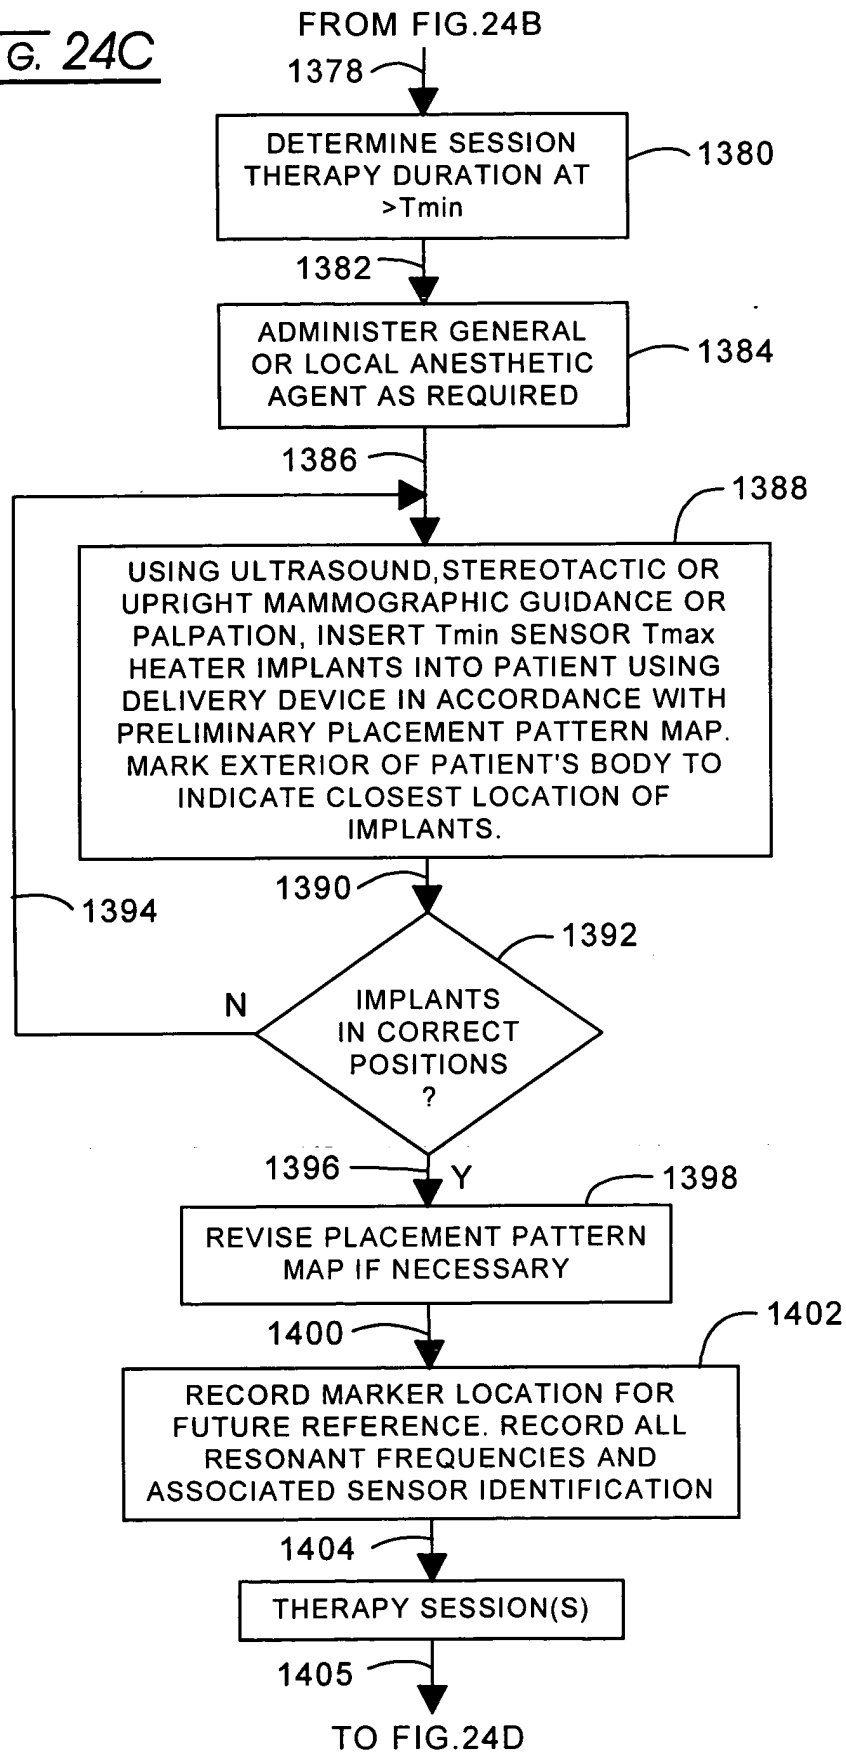 FROM FIG.24B
G. 24C
1378
DETERMINE SESSION
THERAPY DURATION AT
>Tmin
1380
1382
ADMINISTER GENERAL
OR LOCAL ANESTHETIC
AGENT AS REQUIRED
1384
1386
1388
USING ULTRASOUND,STEREOTACTIC OR
UPRIGHT MAMMOGRAPHIC GUIDANCE OR
PALPATION, INSERT Tmin SENSOR Tmax
HEATER IMPLANTS INTO PATIENT USING
DELIVERY DEVICE IN ACCORDANCE WITH
PRELIMINARY PLACEMENT PATTERN MAP.
MARK EXTERIOR OF PATIENT'S BODY TO
INDICATE CLOSEST LOCATION OF
IMPLANTS.
1390
1394
1392
N
IMPLANTS
IN CORRECT
POSITIONS
?
1396
Y
1398
REVISE PLACEMENT PATTERN
MAP IF NECESSARY
1400
1402
RECORD MARKER LOCATION FOR
FUTURE REFERENCE. RECORD ALL
RESONANT FREQUENCIES AND
ASSOCIATED SENSOR IDENTIFICATION
1404
THERAPY SESSION(S)
1405
TO FIG.24D